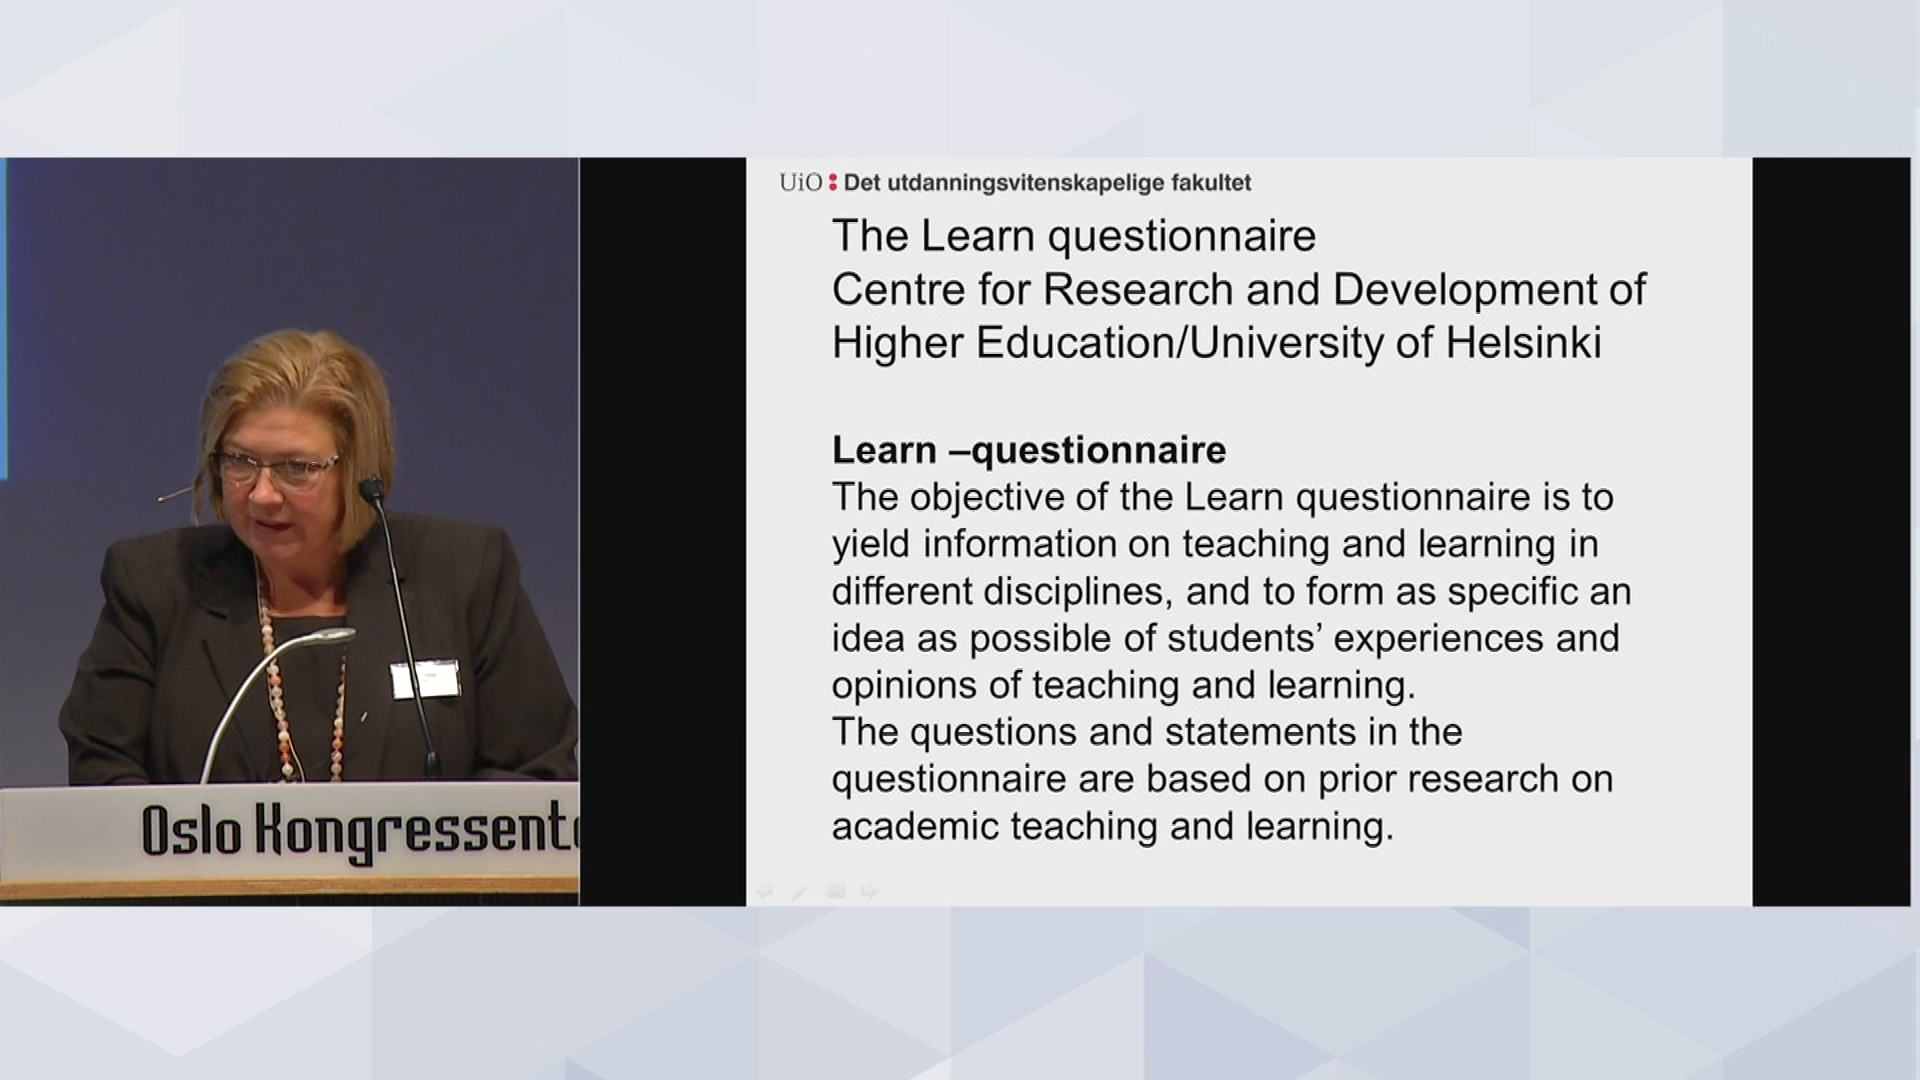 UiO : Det utdanningsvitenskapelige fakultet
The Learn questionnaire
Centre for Research and Development of
Higher Education/University of Helsinki
Learn –questionnaire
The objective of the Learn questionnaire is to
yield information on teaching and learning in
different disciplines, and to form as specific an
idea as possible of students’ experiences and
opinions of teaching and learning.
The questions and statements in the
questionnaire are based on prior research on
academic teaching and learning.
Oslo Kongressente